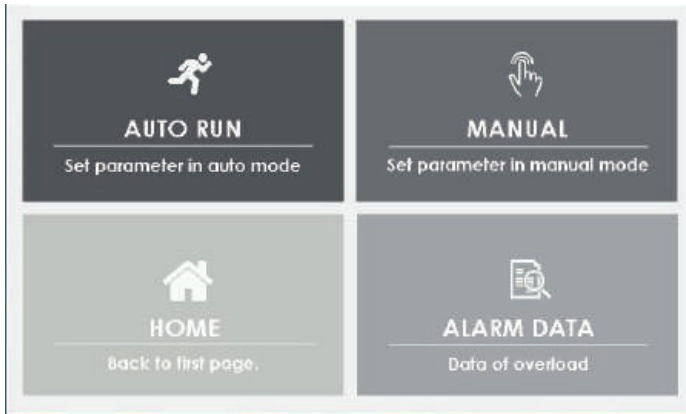 AUTO RUN
Set parameter in auto mode
MANUAL
Set parameter in manual mode
HOME
Back to first page.
ALARM DATA
Data of overload